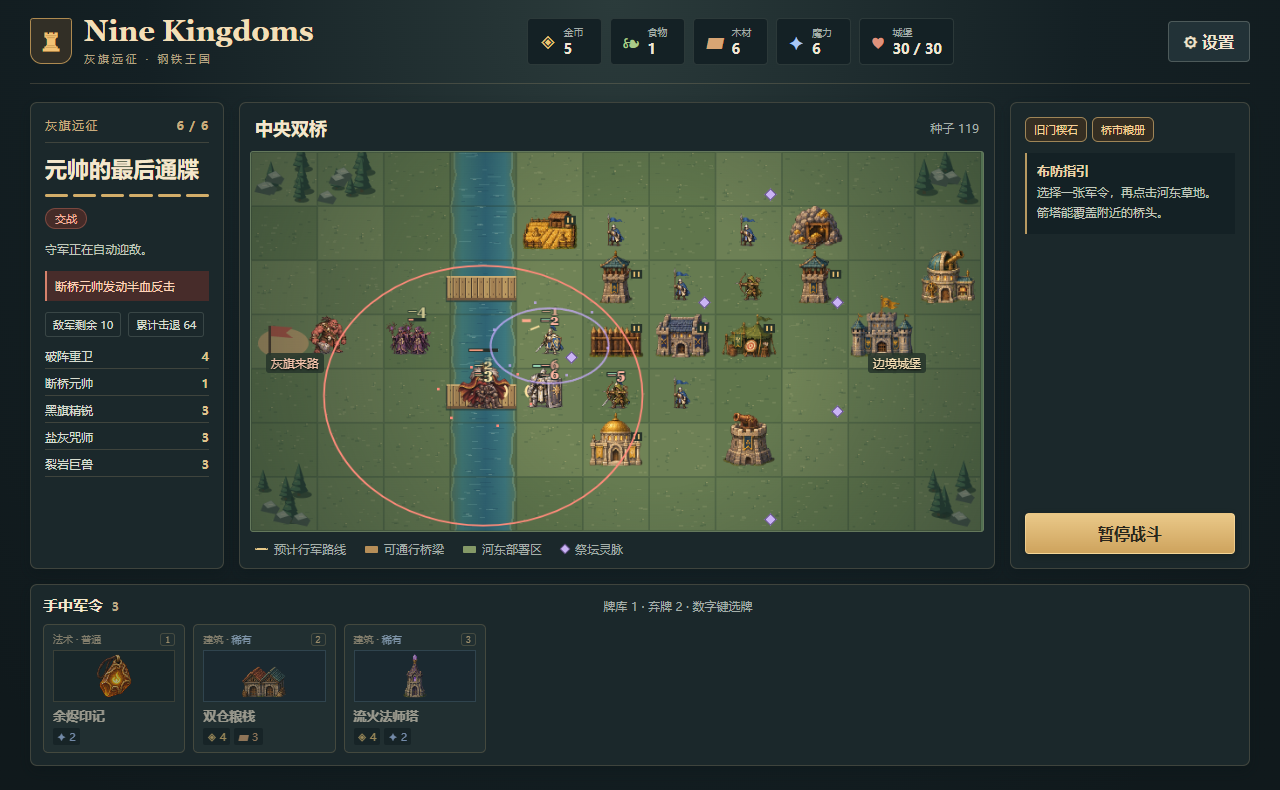 Nine Kingdoms
灰旗远征 · 钢铁王国
金币
5
食物
1
木材
6
魔力
6
城堡
30 / 30
设置
灰旗远征 6 / 6
元帅的最后通牒
交战
守军正在自动迎敌。
断桥元帅发动半血反击
敌军剩余 10 累计击退 64
破阵重卫 4
断桥元帅 1
黑旗精锐 3
盐灰咒师 3
裂岩巨兽 3
中央双桥
种子 119
灰旗来路
边境城堡
预计行军路线 可通行桥梁 河东部署区 祭坛灵脉
旧门楔石 桥市粮册
布防指引
选择一张军令，再点击河东草地。
箭塔能覆盖附近的桥头。
暂停战斗
手中军令 3
牌库 1 · 弃牌 2 · 数字键选牌
法术 · 普通 1
余烬印记
2
建筑 · 稀有 2
双仓粮栈
4 3
建筑 · 稀有 3
流火法师塔
4 2